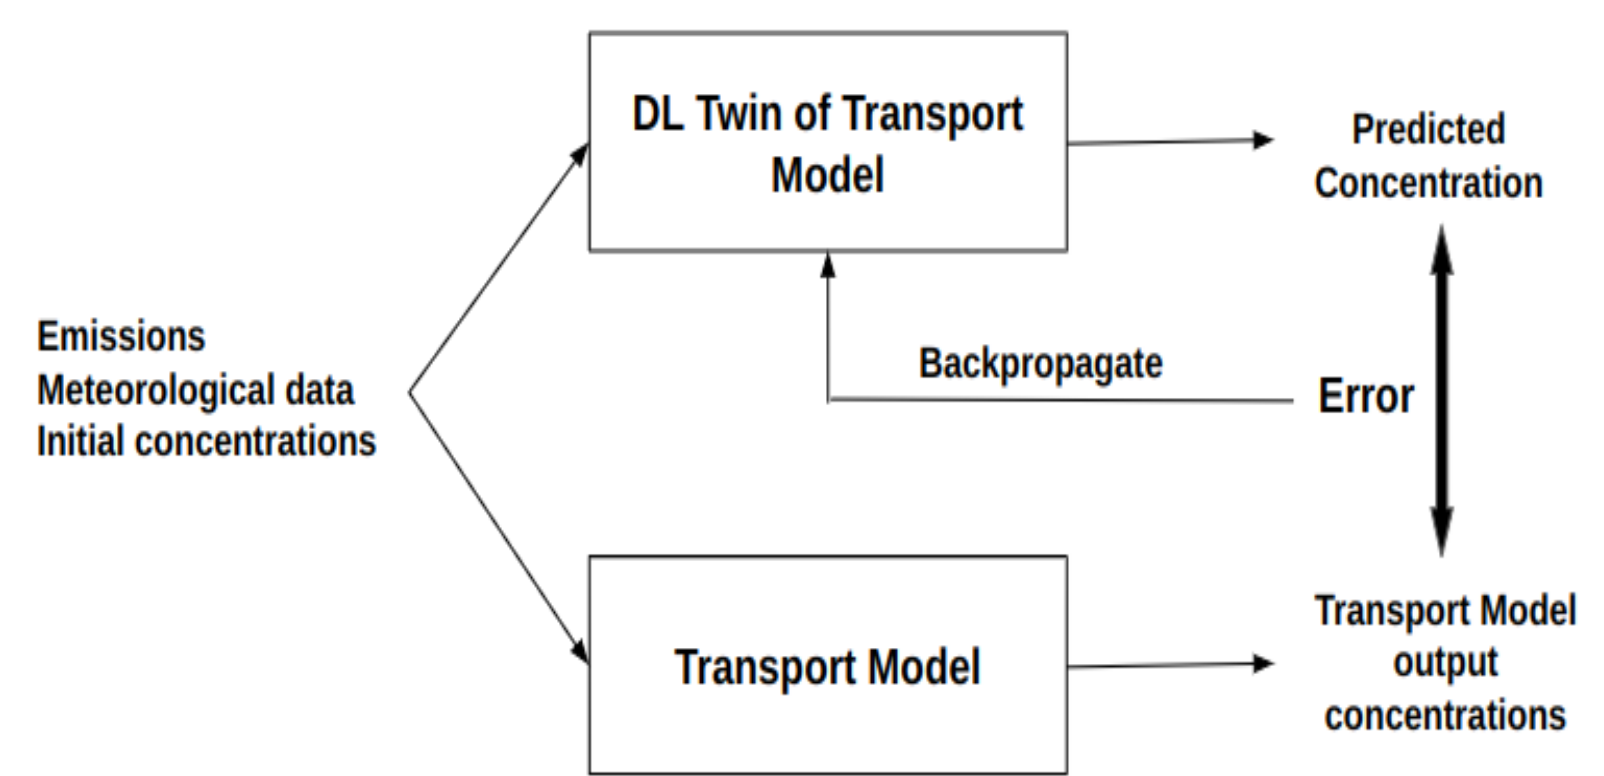 DL Twin of Transport
Model
Predicted
Concentration
Emissions
Meteorological data
Initial concentrations
Backpropagate
Error
Transport Model
Transport Model
output
concentrations